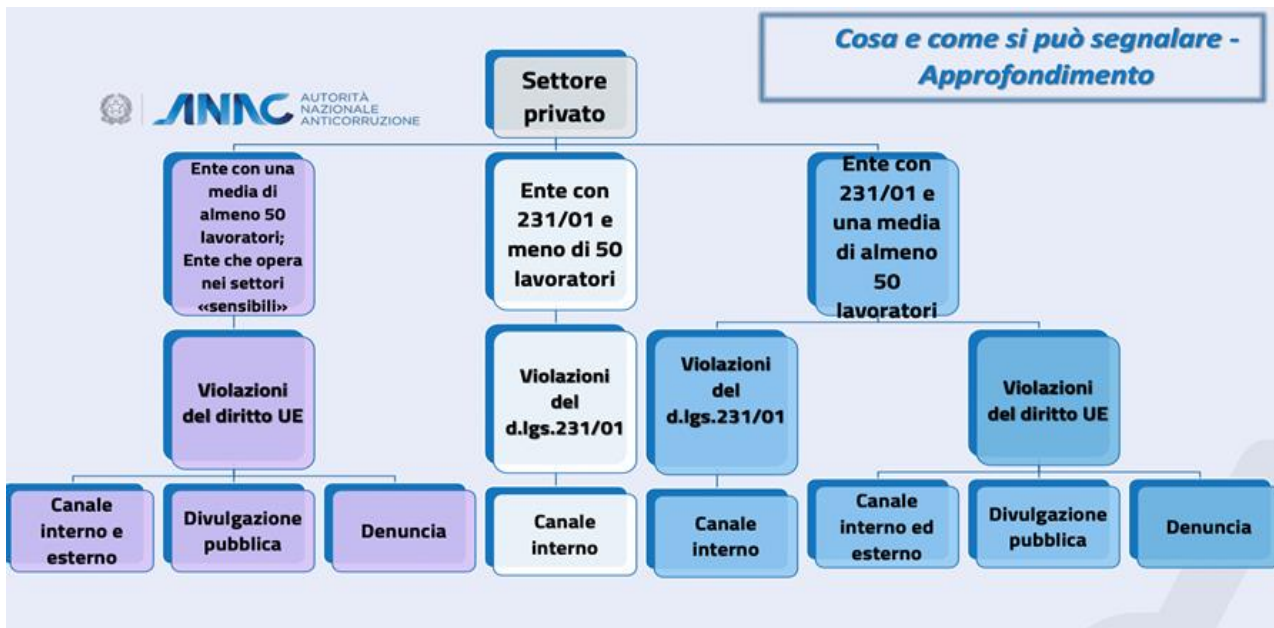 Cosa e come si può segnalare -
Approfondimento
ANAC
AUTORITÀ
NAZIONALE
ANTICORRUZIONE
Settore
privato
Ente con una
media di
almeno 50
lavoratori;
Ente che opera
nei settori
«sensibili»
Ente con
231/01 e
meno di 50
lavoratori
Ente con
231/01 e
una media
di almeno
50
lavoratori
Violazioni
del diritto UE
Violazioni
del
d.lgs.231/01
Violazioni
del
d.lgs.231/01
Violazioni
del diritto UE
Canale
interno e
esterno
Divulgazione
pubblica
Denuncia
Canale
interno
Canale
interno
Canale
interno ed
esterno
Divulgazione
pubblica
Denuncia